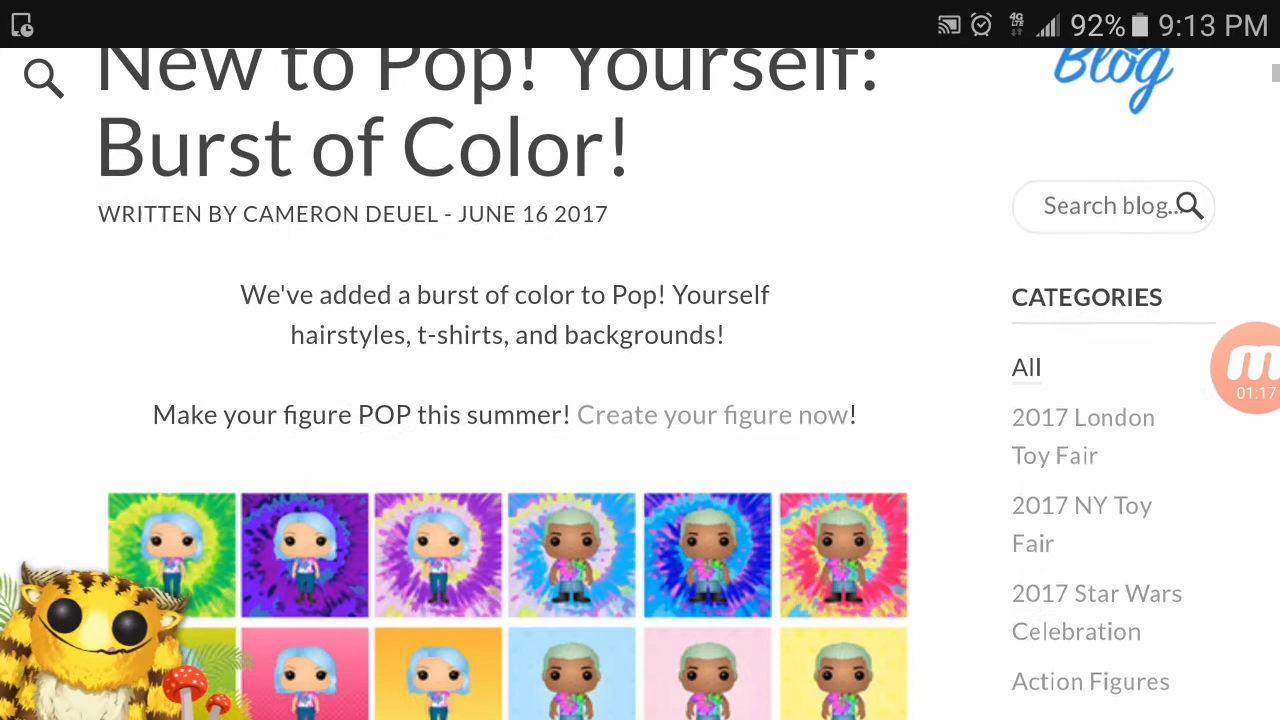 4G LTE 92% 9:13 PM
New to Pop! Yourself:
Burst of Color!
WRITTEN BY CAMERON DEUEL - JUNE 16 2017
We've added a burst of color to Pop! Yourself
hairstyles, t-shirts, and backgrounds!
Make your figure POP this summer! Create your figure now!
Blog
Search blog...
CATEGORIES
All
2017 London
Toy Fair
2017 NY Toy
Fair
2017 Star Wars
Celebration
Action Figures
m
01:17